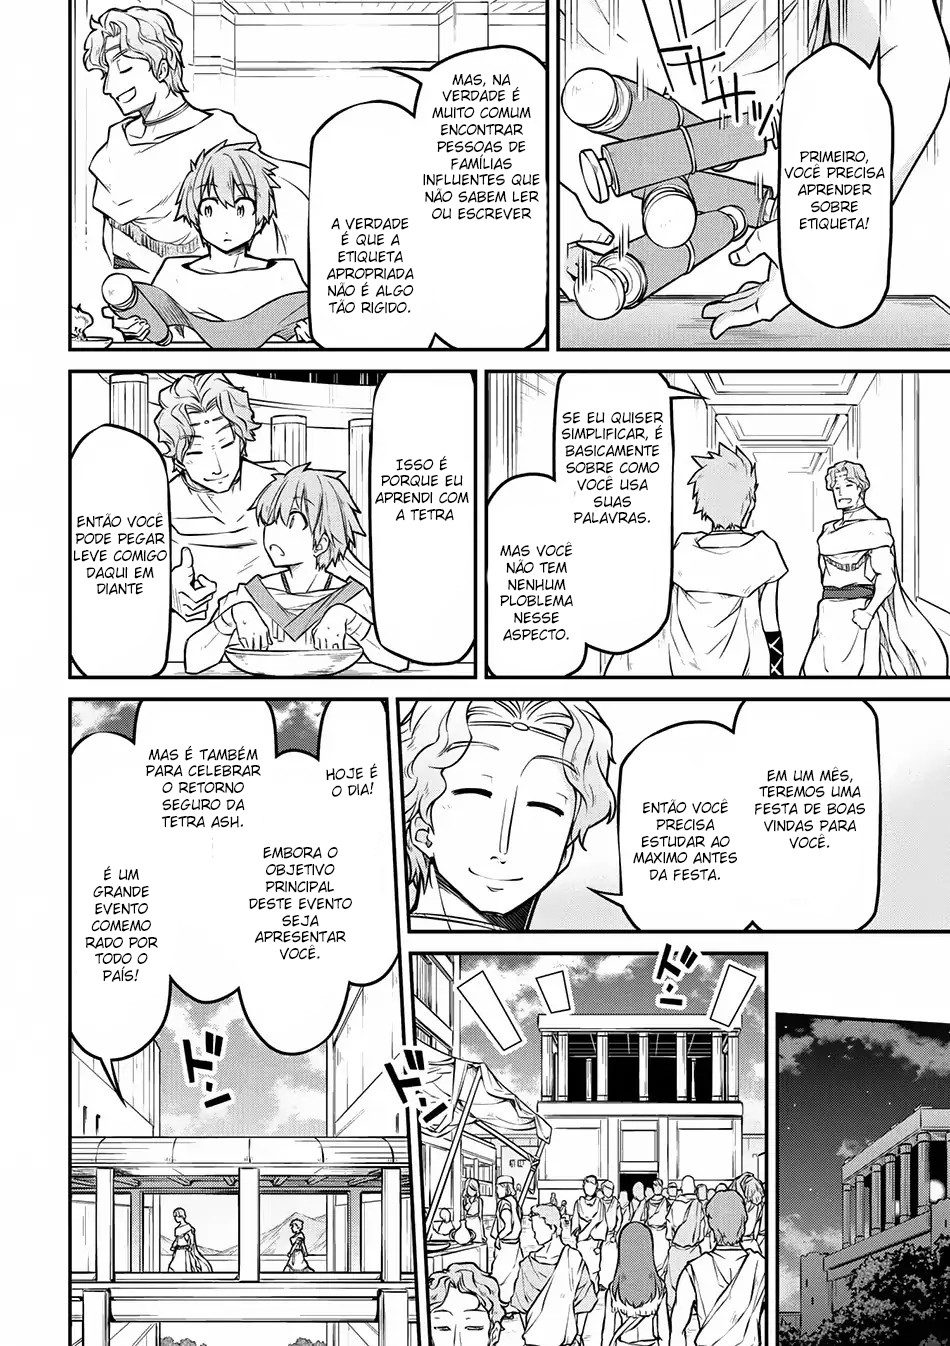 PRIMEIRO,
VOCÊ PRECISA
APRENDER
SOBRE
ETIQUETA!
MAS, NA
VERDADE É
MUITO COMUM
ENCONTRAR
PESSOAS DE
FAMÍLIAS
INFLUENTES QUE
NÃO SABEM LER
OU ESCREVER
A VERDADE
É QUE A
ETIQUETA
APROPRIADA
NÃO É ALGO
TÃO RIGIDO.
SE EU QUISER
SIMPLIFICAR, É
BASICAMENTE
SOBRE COMO
VOCÊ USA
SUAS
PALAVRAS.
MAS VOCÊ
NÃO TEM
NENHUM
PLOBLEMA
NESSE
ASPECTO.
ISSO É
PORQUE EU
APRENDI COM
A TETRA
ENTÃO VOCÊ
PODE PEGAR
LEVE COMIGO
DAQUI EM
DIANTE
EM UM MÊS,
TEREMOS UMA
FESTA DE BOAS
VINDAS PARA
VOCÊ.
ENTÃO VOCÊ
PRECISA
ESTUDAR AO
MAXIMO ANTES
DA FESTA.
HOJE É
O DIA!
EMBORA O
OBJETIVO
PRINCIPAL
DESTE EVENTO
SEJA
APRESENTAR
VOCÊ.
MAS É TAMBÉM
PARA CELEBRAR
O RETORNO
SEGURO DA
TETRA ASH.
É UM
GRANDE
EVENTO
COMEMO
RADO POR
TODO O
PAÍS!
ドン
ドン
ドン